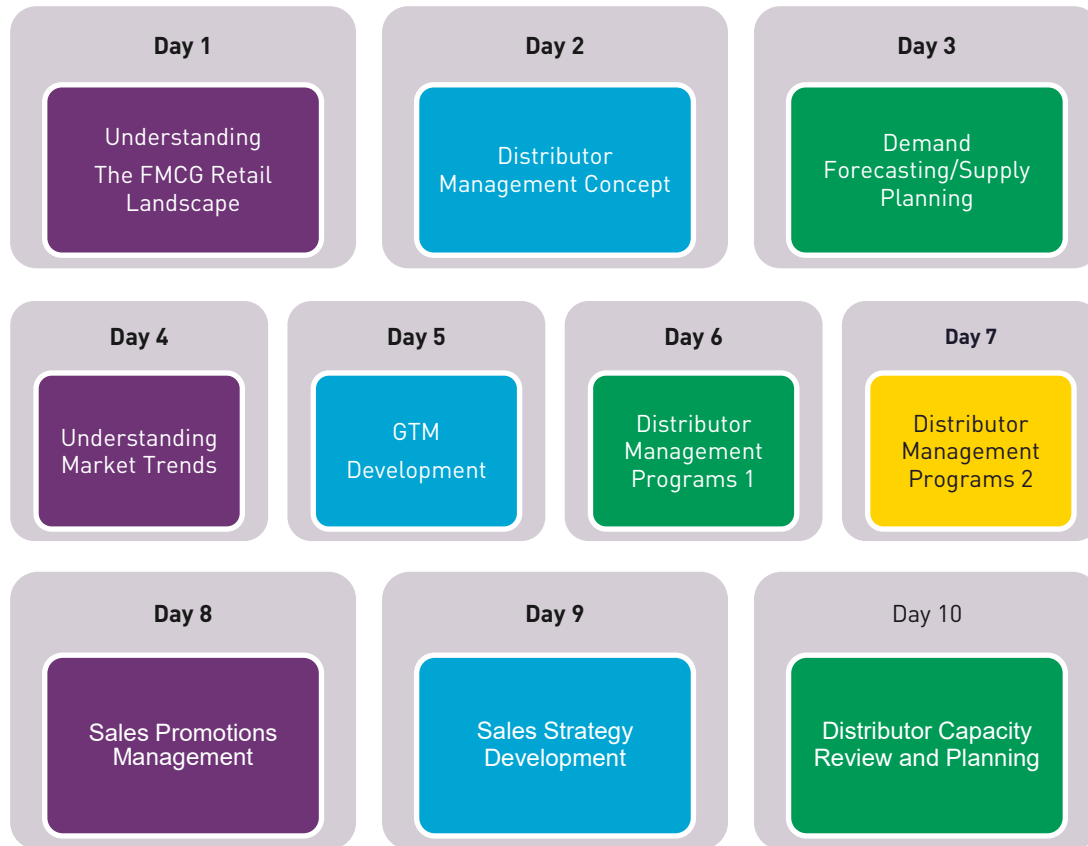 Day 1
Understanding
The FMCG Retail
Landscape
Day 2
Distributor
Management Concept
Day 3
Demand
Forecasting/Supply
Planning
Day 4
Understanding
Market Trends
Day 5
GTM
Development
Day 6
Distributor
Management
Programs 1
Day 7
Distributor
Management
Programs 2
Day 8
Sales Promotions
Management
Day 9
Sales Strategy
Development
Day 10
Distributor Capacity
Review and Planning